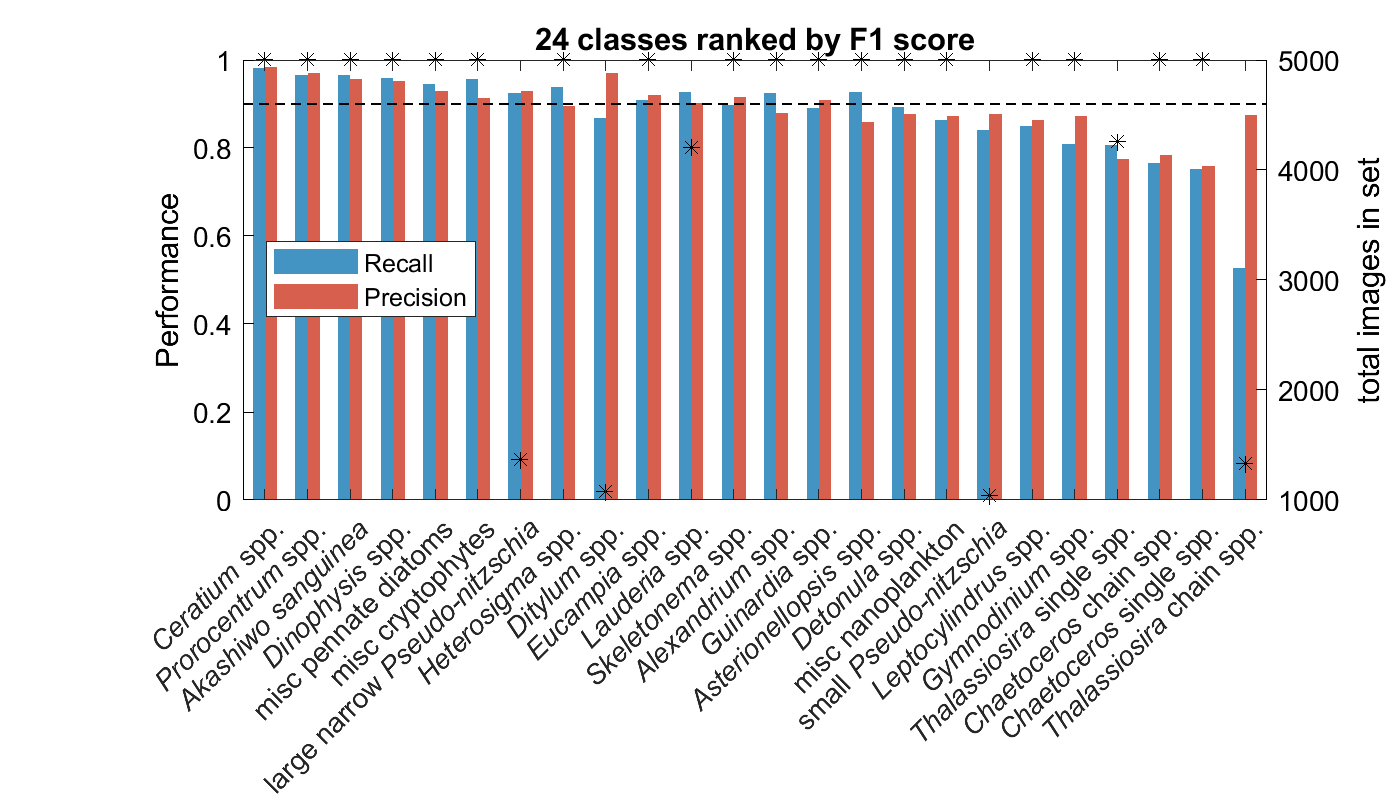 24 classes ranked by F1 score
1
0.8
0.6
0.4
0.2
0
Performance
5000
4000
3000
2000
1000
total images in set
Recall
Precision
Ceratium spp.
Prorocentrum spp.
Akashiwo sanguinea
Dinophysis spp.
misc pennate diatoms
misc cryptophytes
large narrow Pseudo-nitzschia
Heterosigma spp.
Ditylum spp.
Eucampia spp.
Lauderia spp.
Skeletonema spp.
Alexandrium spp.
Guinardia spp.
Asterionellopsis spp.
Detonula spp.
misc nanoplankton
small Pseudo-nitzschia
Leptocylindrus spp.
Gymnodinium spp.
Thalassiosira single spp.
Chaetoceros chain spp.
Chaetoceros single spp.
Thalassiosira chain spp.